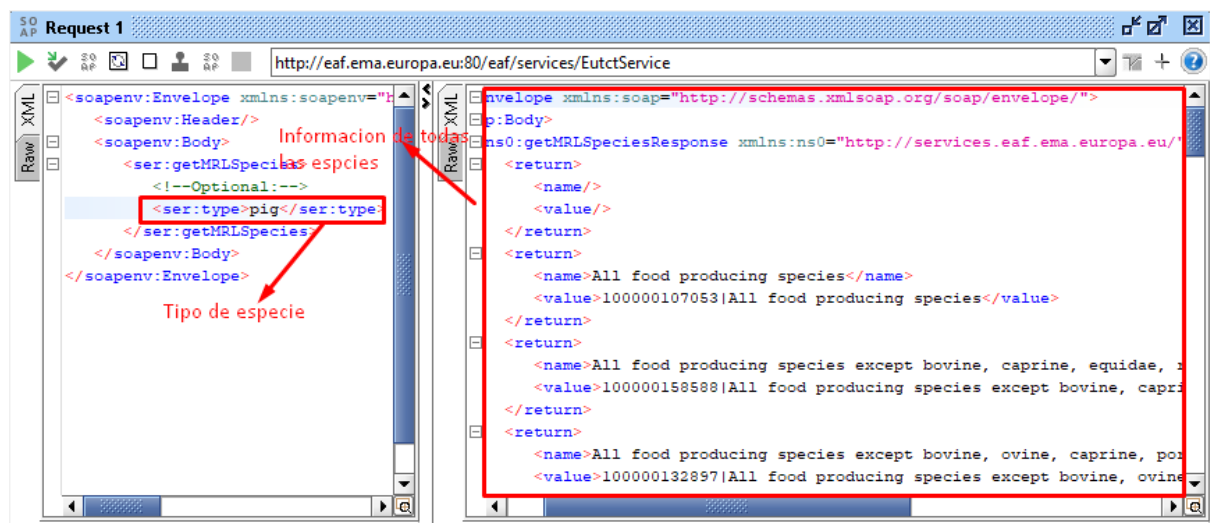 SOAP Request 1
http://eaf.ema.europa.eu:80/eaf/services/EutctService
XML
Raw
<soapenv:Envelope xmlns:soapenv="h
<soapenv:Header/>
<soapenv:Body>
<ser:getMRLSpecies>
<!--Optional:-->
<ser:type>pig</ser:type>
</ser:getMRLSpecies>
</soapenv:Body>
</soapenv:Envelope>
Informacion de todas
las espcies
Tipo de especie
XML
Raw
nvelope xmlns:soap="http://schemas.xmlsoap.org/soap/envelope/">
p:Body>
ns0:getMRLSpeciesResponse xmlns:ns0="http://services.eaf.ema.europa.eu/"
<return>
<name/>
<value/>
</return>
<return>
<name>All food producing species</name>
<value>100000107053|All food producing species</value>
</return>
<return>
<name>All food producing species except bovine, caprine, equidae,
<value>100000158588|All food producing species except bovine, capri
</return>
<return>
<name>All food producing species except bovine, ovine, caprine, por
<value>100000132897|All food producing species except bovine, ovine